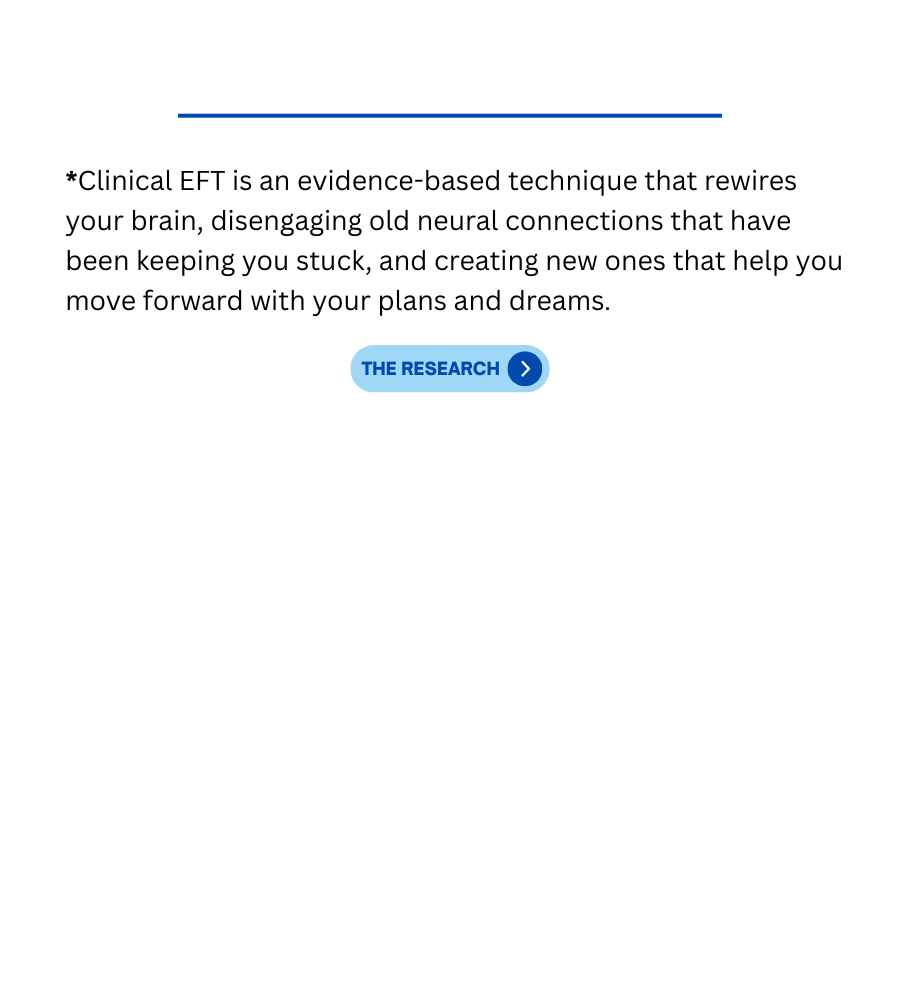 *Clinical EFT is an evidence-based technique that rewires
your brain, disengaging old neural connections that have
been keeping you stuck, and creating new ones that help you
move forward with your plans and dreams.
THE RESEARCH